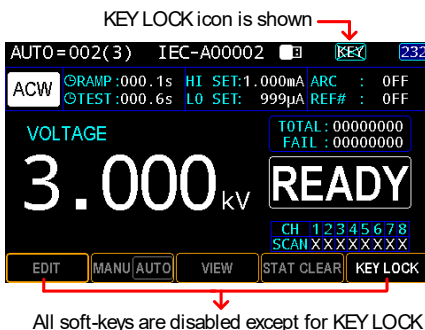 KEY LOCK icon is shown
AUTO=002(3) IEC-A00002 KEY 232
ACW RAMP:000.1s HI SET:1.000mA ARC : OFF
TEST:000.6s LO SET: 999µA REF# : OFF
VOLTAGE
TOTAL:00000000
FAIL:00000000
3.000kV
READY
CH 12345678
SCAN XXXXXXXX
EDIT MANU AUTO VIEW STAT CLEAR KEY LOCK
All soft-keys are disabled except for KEY LOCK